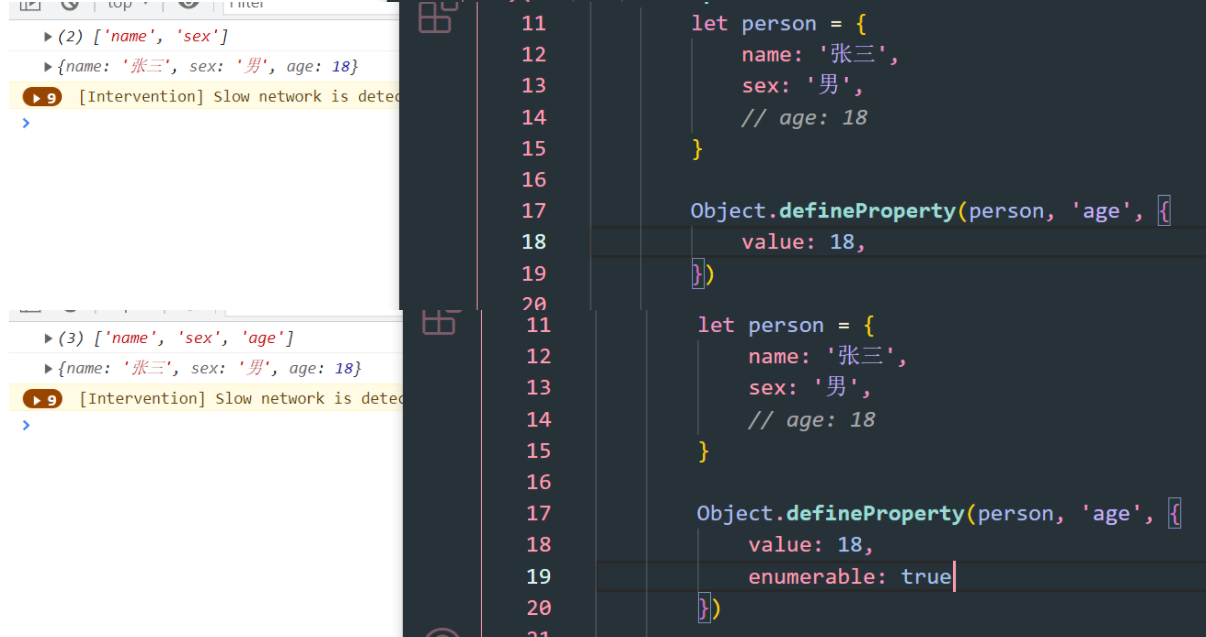 top
(2) ['name', 'sex']
{name: '张三', sex: '男', age: 18}
9 [Intervention] Slow network is detec
11 let person = {
12 name: '张三',
13 sex: '男',
14 // age: 18
15 }
16
17 Object.defineProperty(person, 'age', {
18 value: 18,
19 })
20
(3) ['name', 'sex', 'age']
{name: '张三', sex: '男', age: 18}
9 [Intervention] Slow network is detec
11 let person = {
12 name: '张三',
13 sex: '男',
14 // age: 18
15 }
16
17 Object.defineProperty(person, 'age', {
18 value: 18,
19 enumerable: true
20 })
21